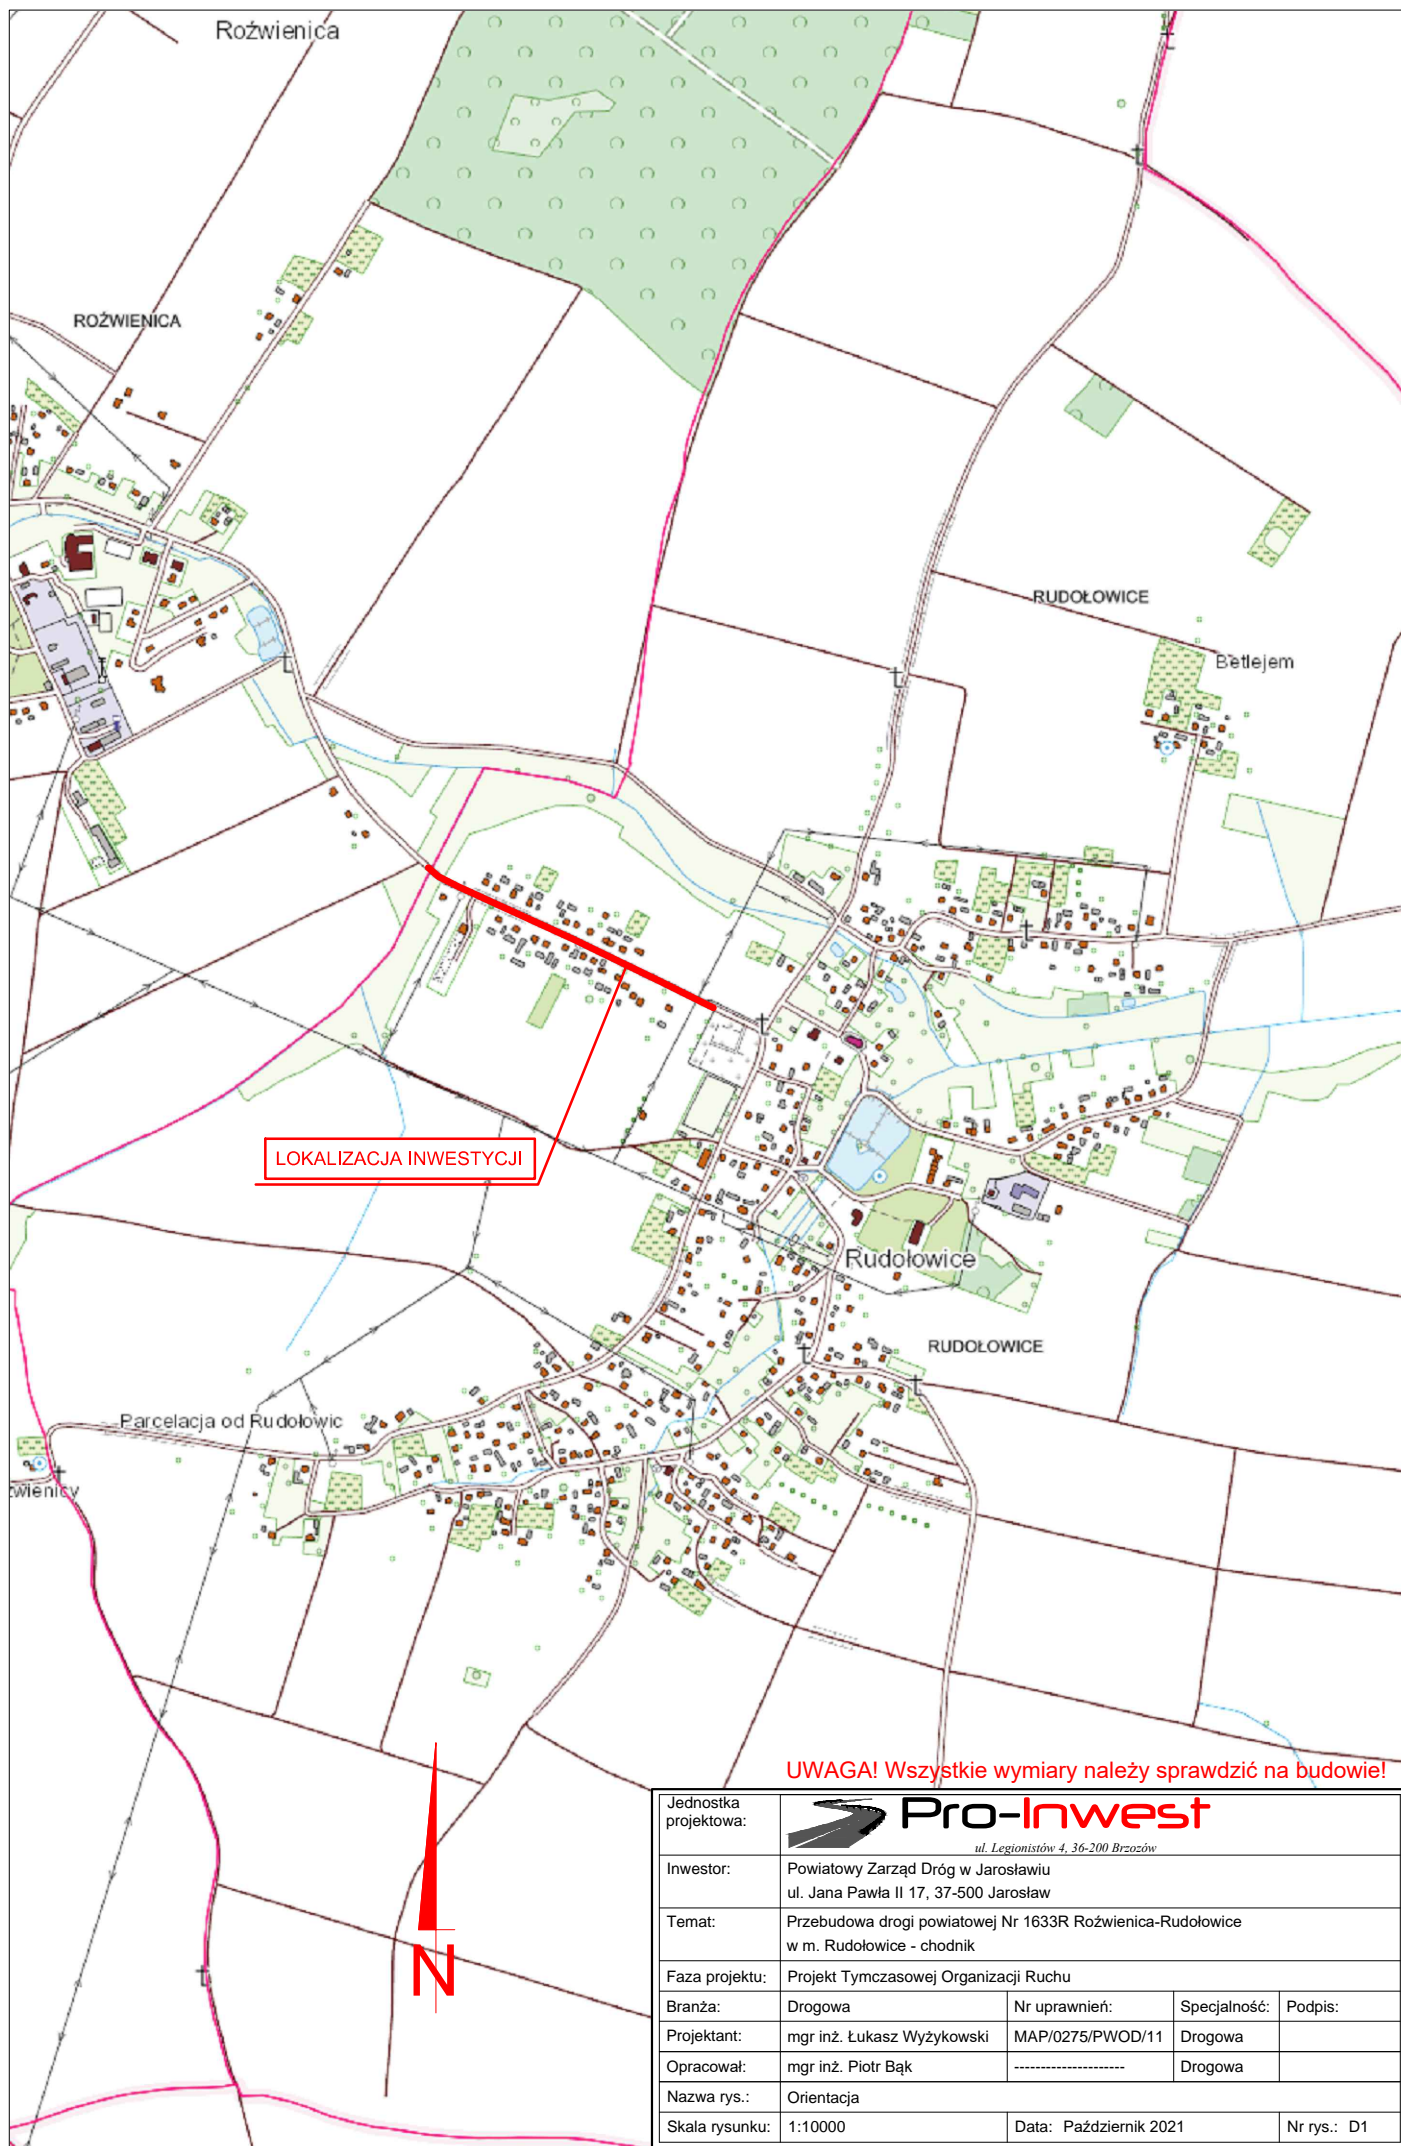 Roźwienica
ROŹWIENICA
RUDOŁOWICE
Betlejem
LOKALIZACJA INWESTYCJI
Rudołowice
RUDOŁOWICE
Parcelacja od Rudołowic
zwienicy
UWAGA! Wszystkie wymiary należy sprawdzić na budowie!
Jednostka projektowa:
Pro-Inwest
ul. Legionistów 4, 36-200 Brzozów
Inwestor:
Powiatowy Zarząd Dróg w Jarosławiu
ul. Jana Pawła II 17, 37-500 Jarosław
Temat:
Przebudowa drogi powiatowej Nr 1633R Roźwienica-Rudołowice
w m. Rudołowice - chodnik
Faza projektu: Projekt Tymczasowej Organizacji Ruchu
Branża: Drogowa Nr uprawnień: Specjalność: Podpis:
Projektant: mgr inż. Łukasz Wyżykowski MAP/0275/PWOD/11 Drogowa
Opracował: mgr inż. Piotr Bąk --------------------- Drogowa
Nazwa rys.: Orientacja
Skala rysunku: 1:10000 Data: Październik 2021 Nr rys.: D1
N